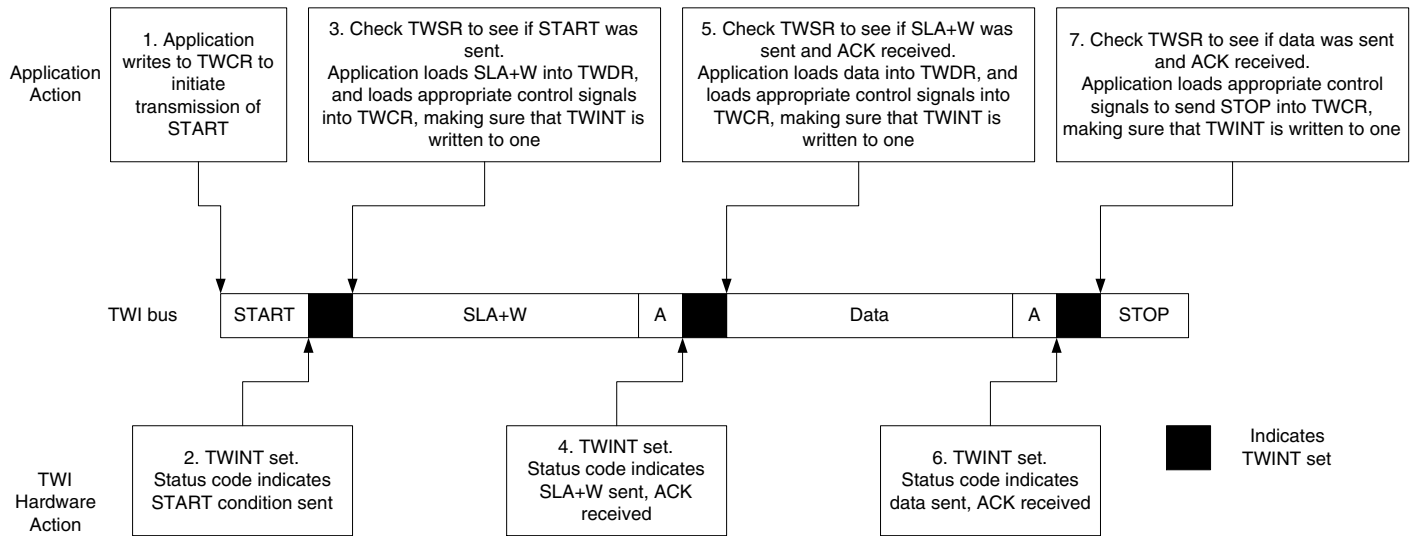 Application
Action
1. Application
writes to TWCR to
initiate
transmission of
START
3. Check TWSR to see if START was
sent.
Application loads SLA+W into TWDR,
and loads appropriate control signals
into TWCR, making sure that TWINT is
written to one
5. Check TWSR to see if SLA+W was
sent and ACK received.
Application loads data into TWDR, and
loads appropriate control signals into
TWCR, making sure that TWINT is
written to one
7. Check TWSR to see if data was sent
and ACK received.
Application loads appropriate control
signals to send STOP into TWCR,
making sure that TWINT is written to one
TWI bus
START
SLA+W
A
Data
A
STOP
TWI
Hardware
Action
2. TWINT set.
Status code indicates
START condition sent
4. TWINT set.
Status code indicates
SLA+W sent, ACK
received
6. TWINT set.
Status code indicates
data sent, ACK received
Indicates
TWINT set